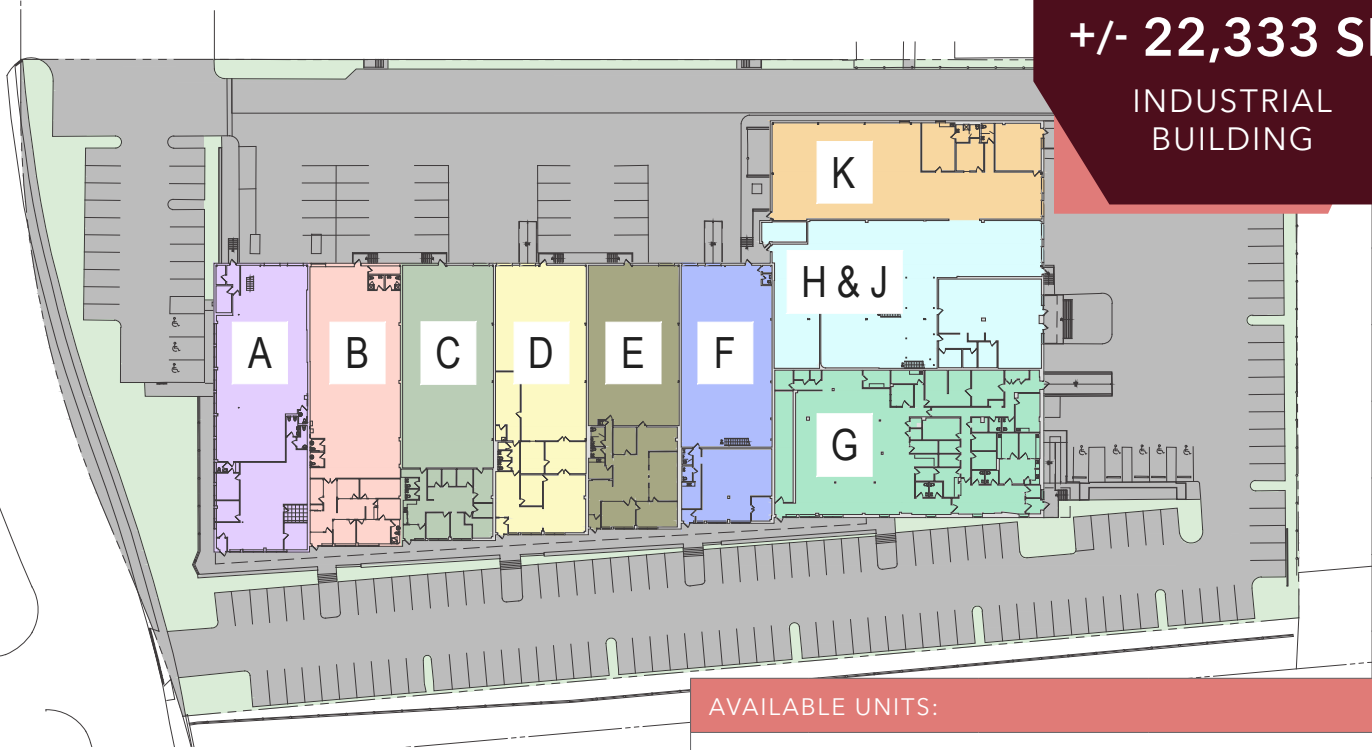 +/- 22,333 S
INDUSTRIAL
BUILDING
K
H & J
A
B
C
D
E
F
G
AVAILABLE UNITS: